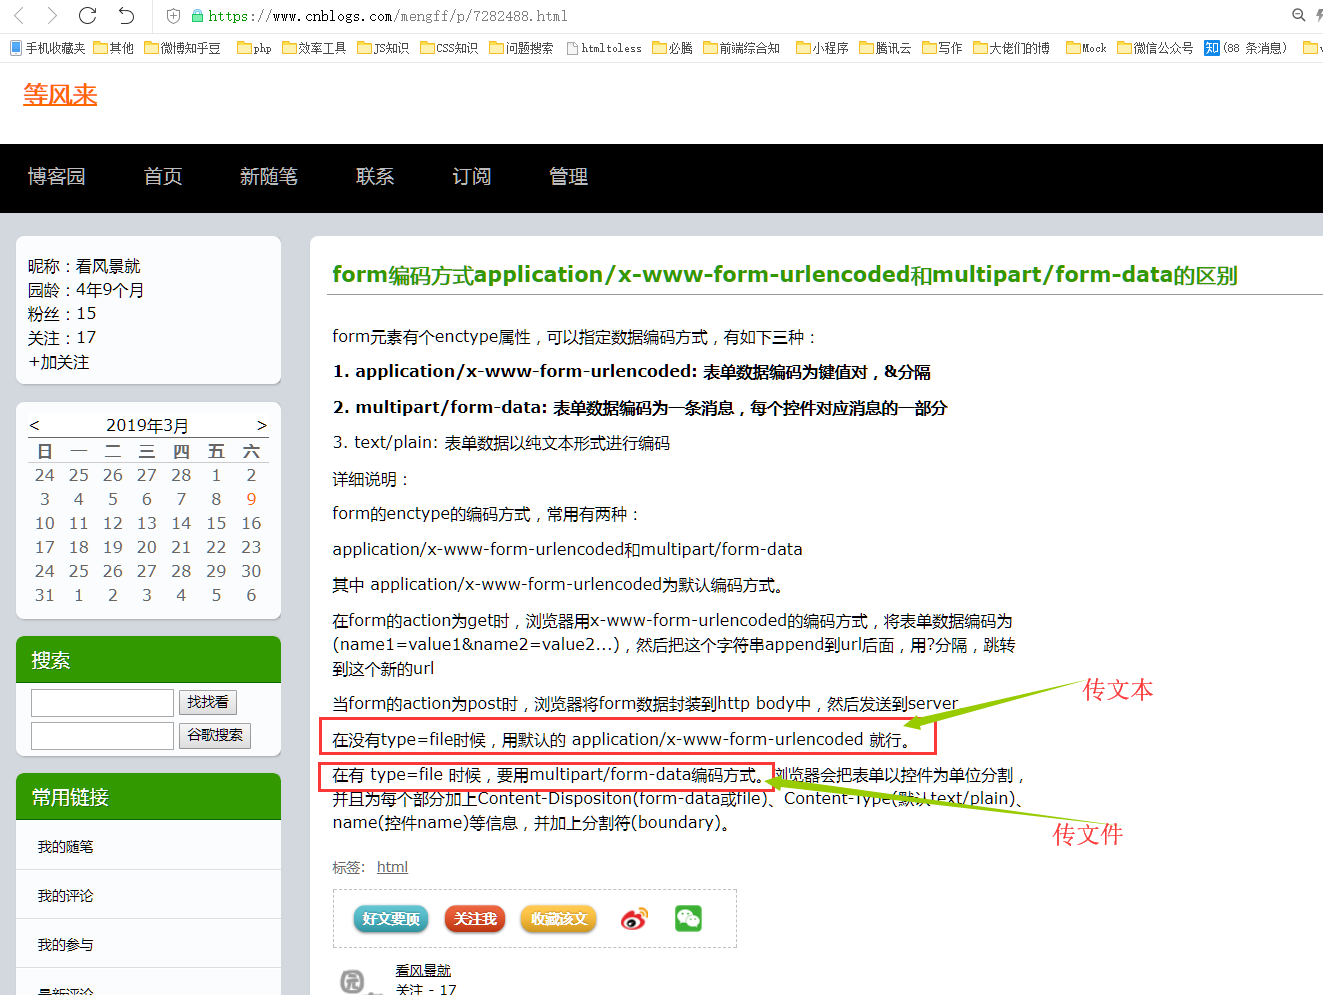 https://www.cnblogs.com/mengff/p/7282488.html
手机收藏夹 其他 微博知乎豆 php 效率工具 JS知识 CSS知识 问题搜索 htmltoless 必腾 前端综合知 小程序 腾讯云 写作 大佬们的博 Mock 微信公众号 知 (88 条消息)
等风来
博客园 首页 新随笔 联系 订阅 管理
昵称：看风景就
园龄：4年9个月
粉丝：15
关注：17
+加关注
< 2019年3月 >
日 一 二 三 四 五 六
24 25 26 27 28 1 2
3 4 5 6 7 8 9
10 11 12 13 14 15 16
17 18 19 20 21 22 23
24 25 26 27 28 29 30
31 1 2 3 4 5 6
搜索
找找看
谷歌搜索
常用链接
我的随笔
我的评论
我的参与
最新评论
form编码方式application/x-www-form-urlencoded和multipart/form-data的区别
form元素有个enctype属性，可以指定数据编码方式，有如下三种：
1. application/x-www-form-urlencoded: 表单数据编码为键值对，&分隔
2. multipart/form-data: 表单数据编码为一条消息，每个控件对应消息的一部分
3. text/plain: 表单数据以纯文本形式进行编码
详细说明：
form的enctype的编码方式，常用有两种：
application/x-www-form-urlencoded和multipart/form-data
其中 application/x-www-form-urlencoded为默认编码方式。
在form的action为get时，浏览器用x-www-form-urlencoded的编码方式，将表单数据编码为
(name1=value1&name2=value2...)，然后把这个字符串append到url后面，用?分隔，跳转
到这个新的url
当form的action为post时，浏览器将form数据封装到http body中，然后发送到server
传文本
在没有type=file时候，用默认的 application/x-www-form-urlencoded 就行。
在有 type=file 时候，要用multipart/form-data编码方式。浏览器会把表单以控件为单位分割，
并且为每个部分加上Content-Dispositon(form-data或file)、Content-Type(默认text/plain)、
name(控件name)等信息，并加上分割符(boundary)。
传文件
标签: html
好文要顶 关注我 收藏该文
看风景就
关注 - 17